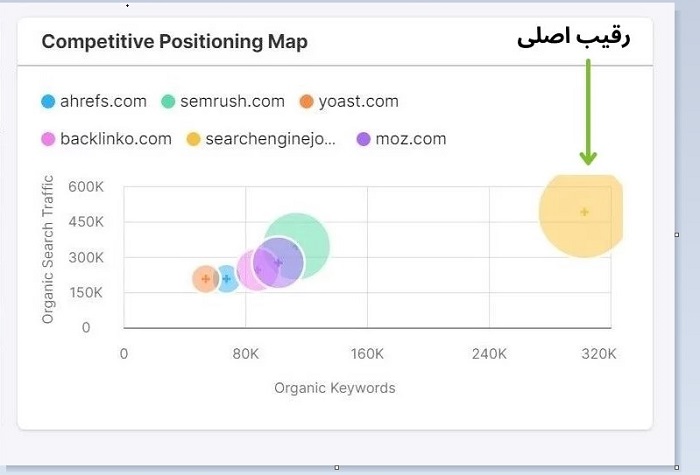 Competitive Positioning Map
رقیب اصلی
ahrefs.com semrush.com yoast.com
backlinko.com searchenginejo... moz.com
Organic Search Traffic
600K
450K
300K
150K
0
0 80K 160K 240K 320K
Organic Keywords